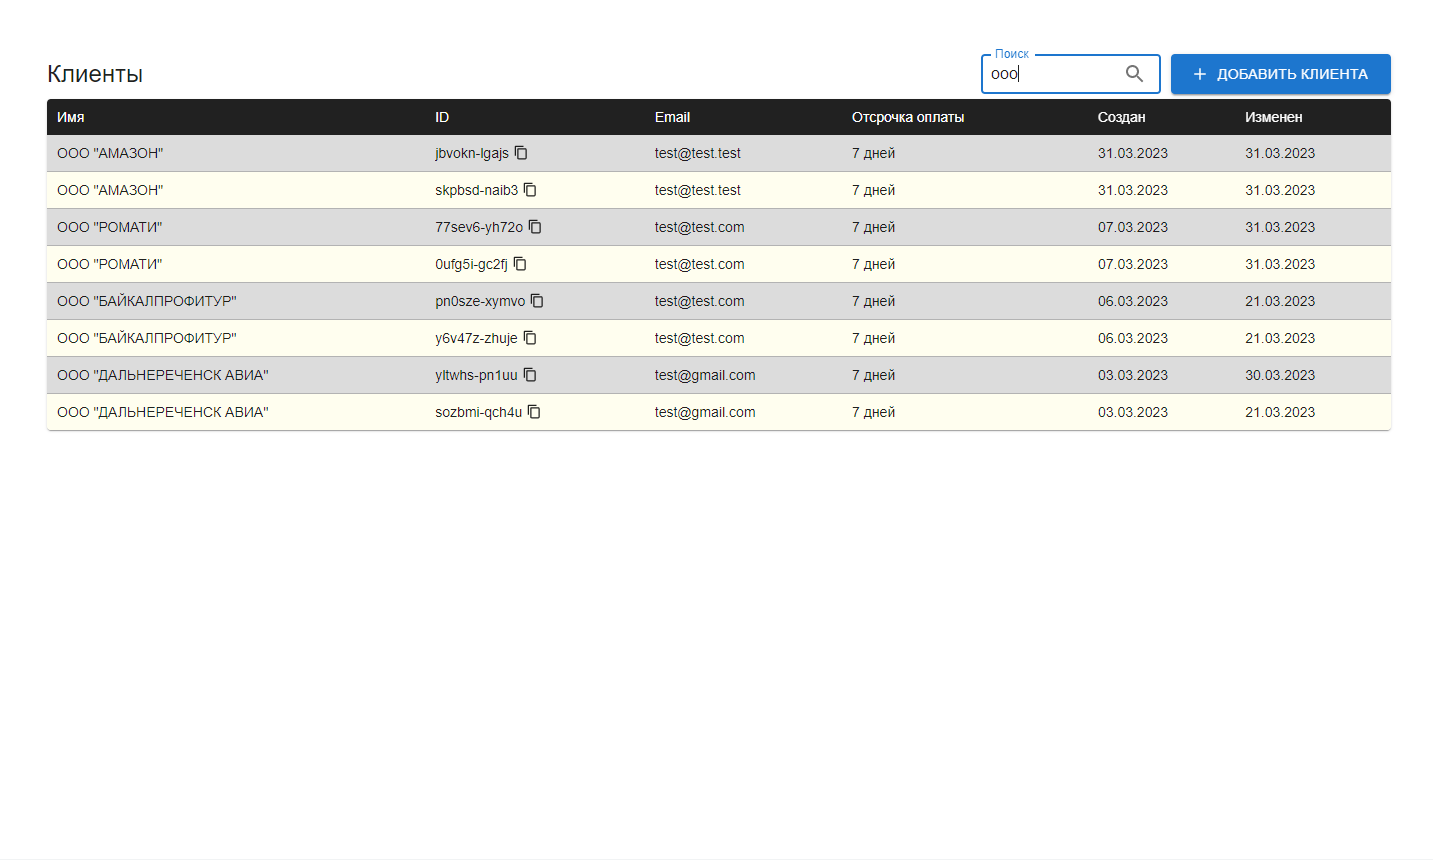 Клиенты
Поиск
ооо
+ ДОБАВИТЬ КЛИЕНТА
Имя ID Email Отсрочка оплаты Создан Изменен
ООО "АМАЗОН" jbvokn-lgajs test@test.test 7 дней 31.03.2023 31.03.2023
ООО "АМАЗОН" skpbsd-naib3 test@test.test 7 дней 31.03.2023 31.03.2023
ООО "РОМАТИ" 77sev6-yh72o test@test.com 7 дней 07.03.2023 31.03.2023
ООО "РОМАТИ" 0ufg5i-gc2fj test@test.com 7 дней 07.03.2023 31.03.2023
ООО "БАЙКАЛПРОФИТУР" pn0sze-xymvo test@test.com 7 дней 06.03.2023 21.03.2023
ООО "БАЙКАЛПРОФИТУР" y6v47z-zhuje test@test.com 7 дней 06.03.2023 21.03.2023
ООО "ДАЛЬНЕРЕЧЕНСК АВИА" yltwhs-pn1uu test@gmail.com 7 дней 03.03.2023 30.03.2023
ООО "ДАЛЬНЕРЕЧЕНСК АВИА" sozbmi-qch4u test@gmail.com 7 дней 03.03.2023 21.03.2023